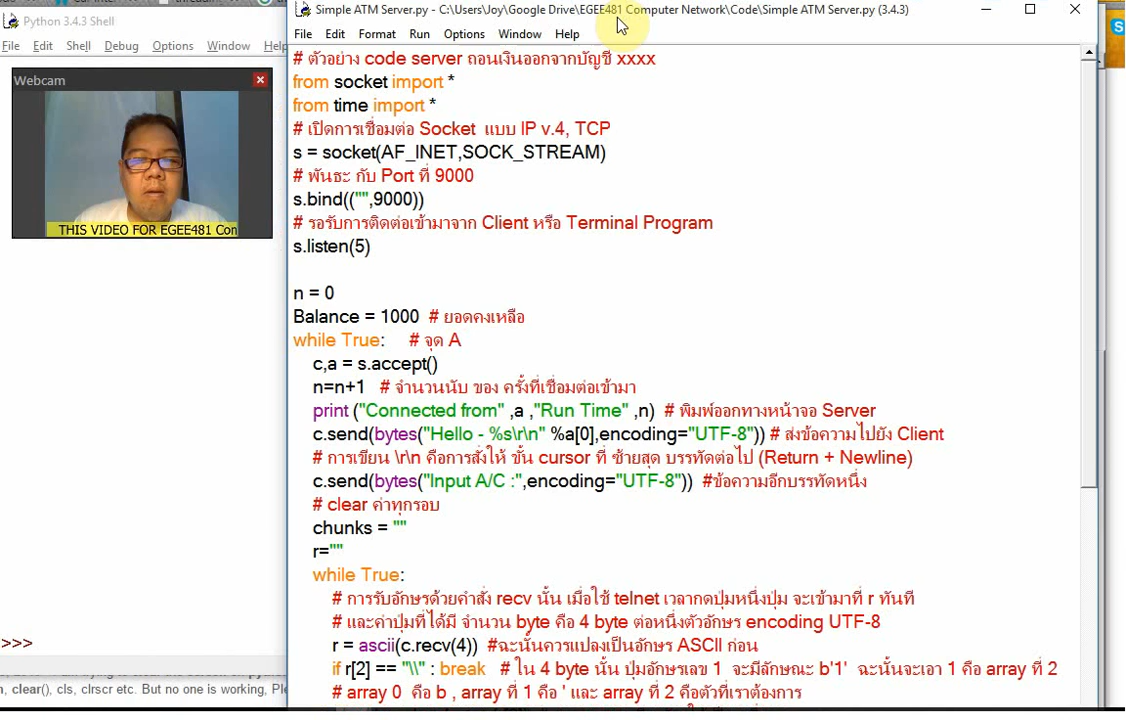 Python 3.4.3 Shell
File Edit Shell Debug Options Window Help
Webcam
THIS VIDEO FOR EGEE481 Con
>>>
n, clear(), cls, clrscr etc. But no one is working, Ple
Simple ATM Server.py - C:\Users\Joy\Google Drive\EGEE481 Computer Network\Code\Simple ATM Server.py (3.4.3)
File Edit Format Run Options Window Help
# ตัวอย่าง code server ถอนเงินออกจากบัญชี xxxx
from socket import *
from time import *
# เปิดการเชื่อมต่อ Socket แบบ IP v.4, TCP
s = socket(AF_INET,SOCK_STREAM)
# พันธะ กับ Port ที่ 9000
s.bind(("",9000))
# รอรับการติดต่อเข้ามาจาก Client หรือ Terminal Program
s.listen(5)
n = 0
Balance = 1000 # ยอดคงเหลือ
while True: # จุด A
c,a = s.accept()
n=n+1 # จำนวนนับ ของ ครั้งที่เชื่อมต่อเข้ามา
print ("Connected from" ,a ,"Run Time" ,n) # พิมพ์ออกทางหน้าจอ Server
c.send(bytes("Hello - %s\r\n" %a[0],encoding="UTF-8")) # ส่งข้อความไปยัง Client
# การเขียน \r\n คือการสั่งให้ ขั้น cursor ที่ ซ้ายสุด บรรทัดต่อไป (Return + Newline)
c.send(bytes("Input A/C :",encoding="UTF-8")) #ข้อความอีกบรรทัดหนึ่ง
# clear ค่าทุกรอบ
chunks = ""
r=""
while True:
# การรับอักษรด้วยคำสั่ง recv นั้น เมื่อใช้ telnet เวลากดปุ่มหนึ่งปุ่ม จะเข้ามาที่ r ทันที
# และค่าปุ่มที่ได้มี จำนวน byte คือ 4 byte ต่อหนึ่งตัวอักษร encoding UTF-8
r = ascii(c.recv(4)) #ฉะนั้นควรแปลงเป็นอักษร ASCII ก่อน
if r[2] == "\\" : break # ใน 4 byte นั้น ปุ่มอักษรเลข 1 จะมีลักษณะ b'1' ฉะนั้นจะเอา 1 คือ array ที่ 2
# array 0 คือ b , array ที่ 1 คือ ' และ array ที่ 2 คือตัวที่เราต้องการ